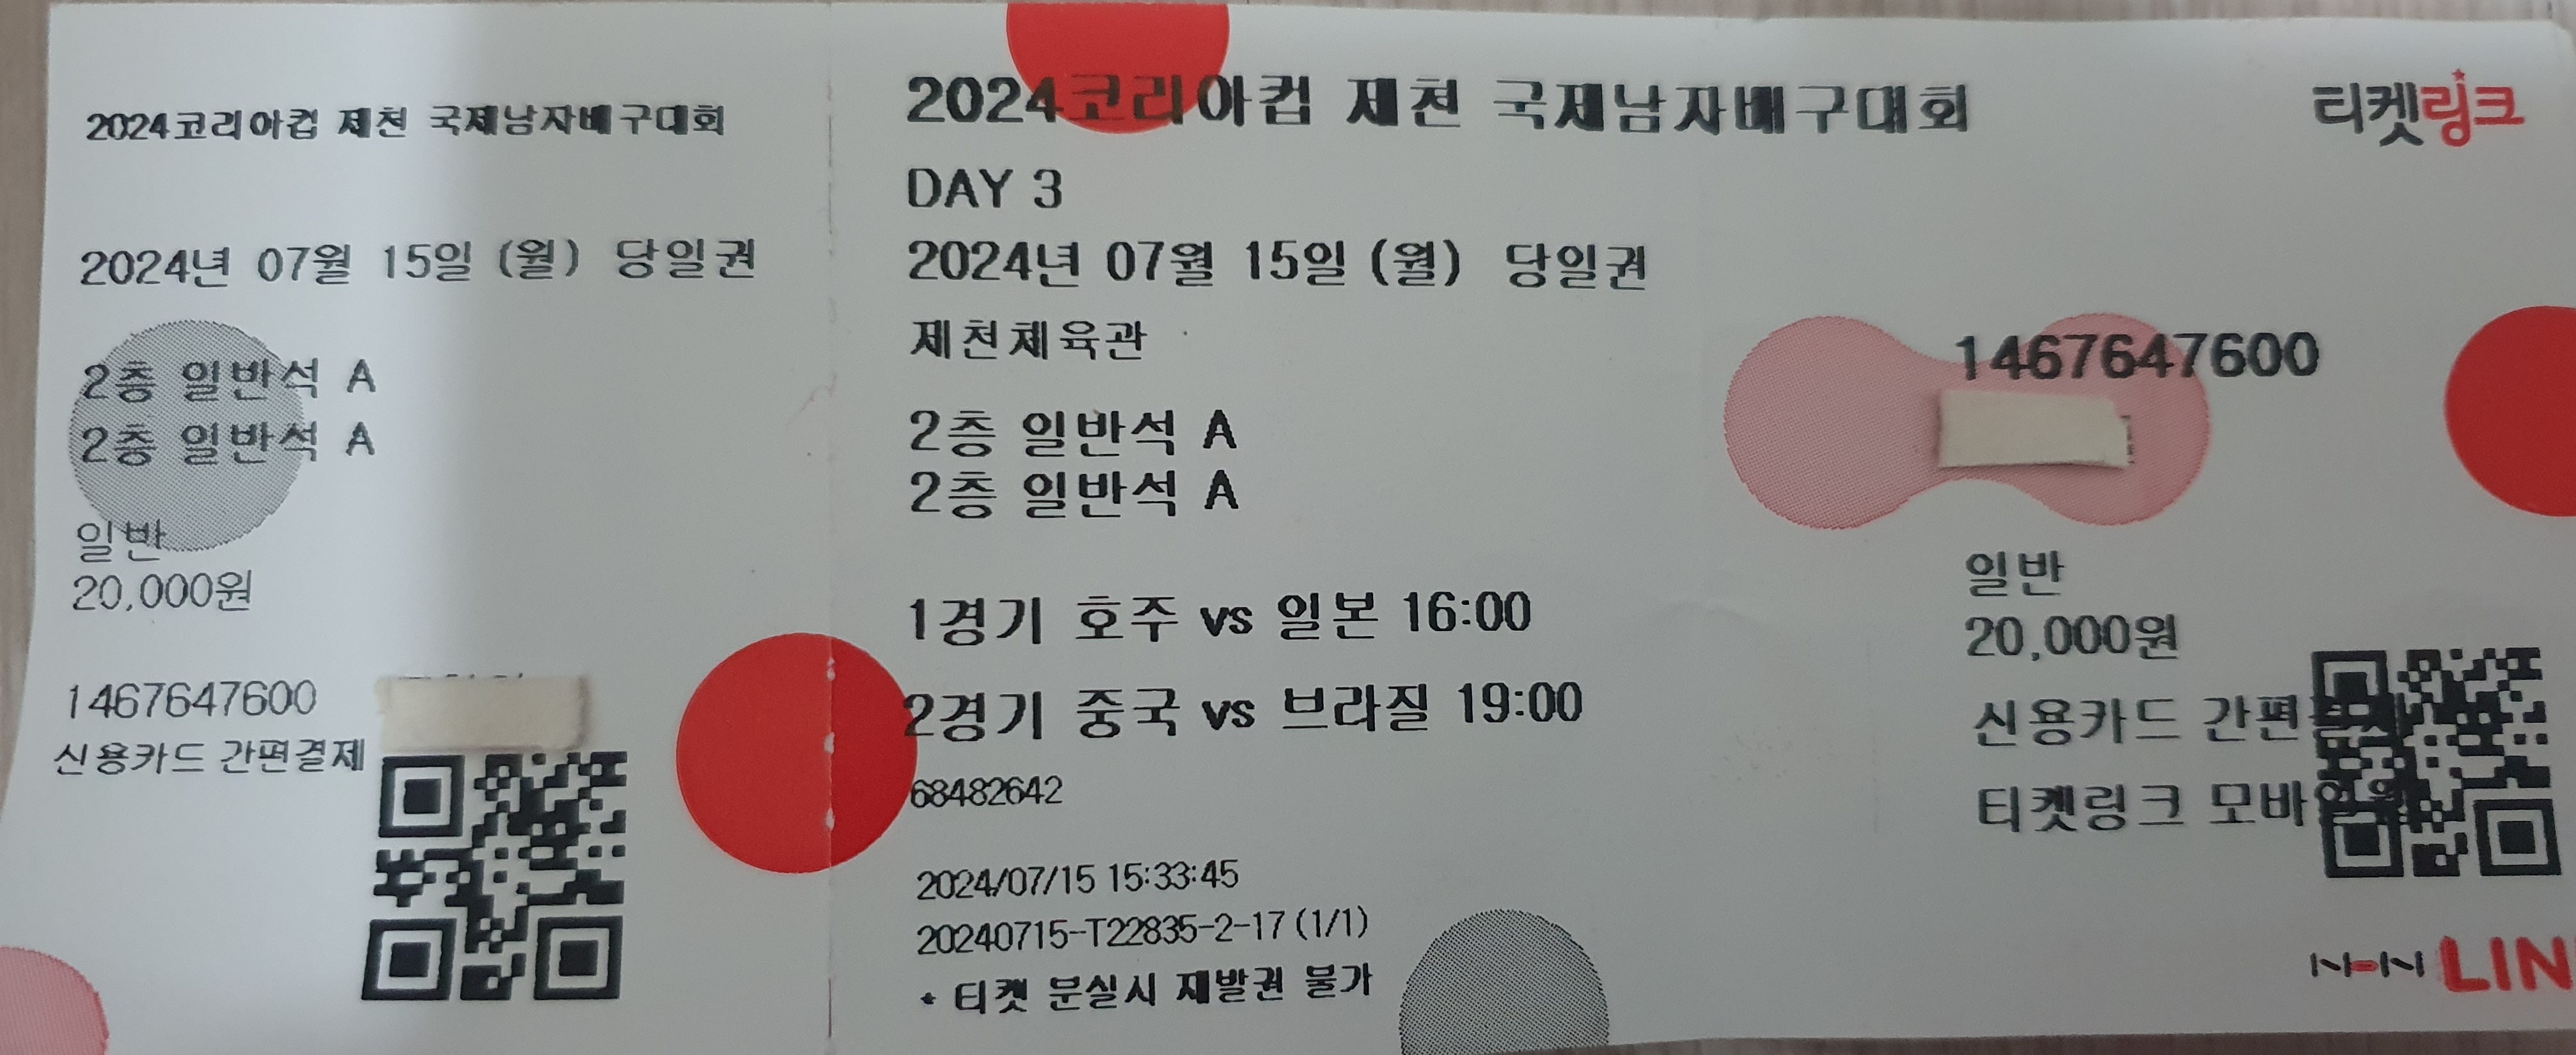 2024코리아컵 제천 국제남자배구대회
2024년 07월 15일 (월) 당일권
2층 일반석 A
2층 일반석 A
일반
20,000원
1467647600
신용카드 간편결제
2024코리아컵 제천 국제남자배구대회
DAY 3
2024년 07월 15일 (월) 당일권
제천체육관
2층 일반석 A
2층 일반석 A
1경기 호주 vs 일본 16:00
2경기 중국 vs 브라질 19:00
68482642
2024/07/15 15:33:45
20240715-T22835-2-17 (1/1)
* 티켓 분실시 재발권 불가
티켓링크
1467647600
일반
20,000원
신용카드 간편
티켓링크
NHN LIN